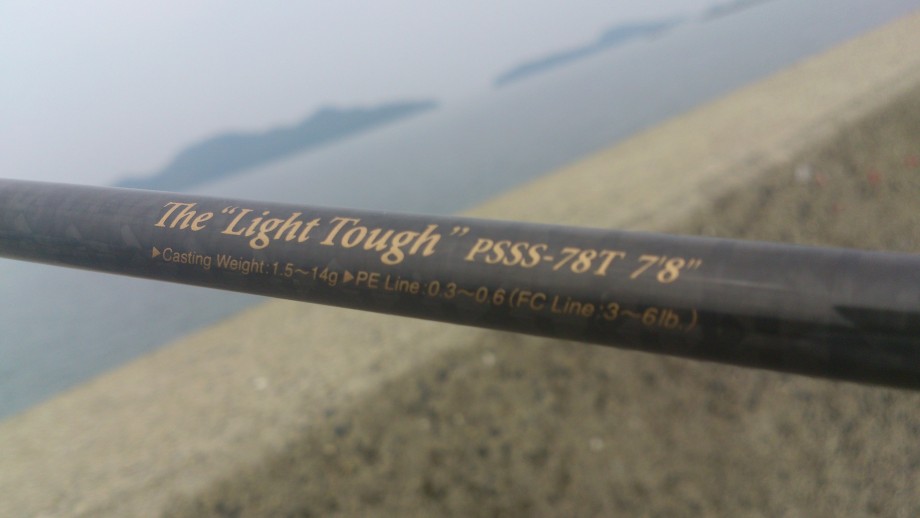 The “Light Tough” PSSS-78T 7'8”
▶Casting Weight:1.5～14g ▶PE Line:0.3～0.6(FC Line:3～6lb.)